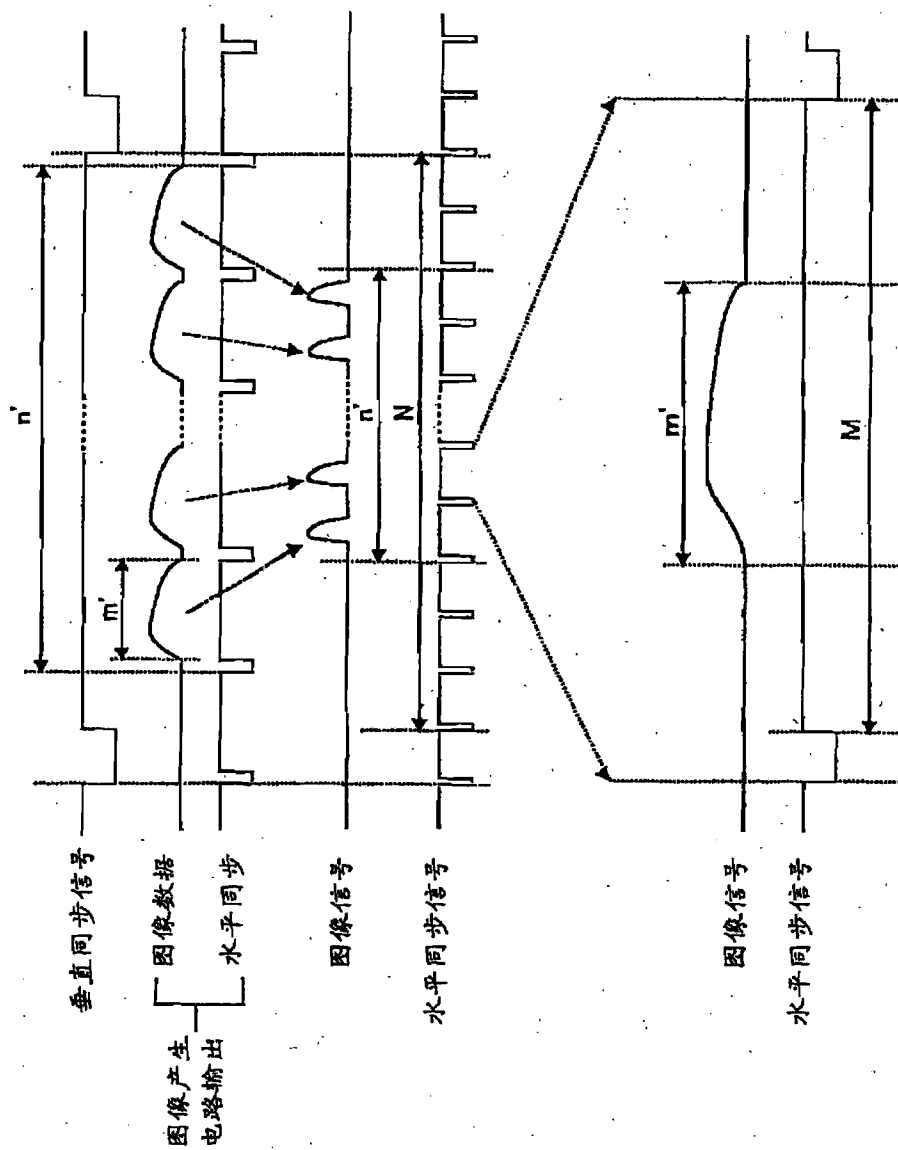 垂直同步信号
图像产生
电路输出
图像数据
水平同步
图像信号
水平同步信号
图像信号
水平同步信号
n'
m'
n'
N
m'
M